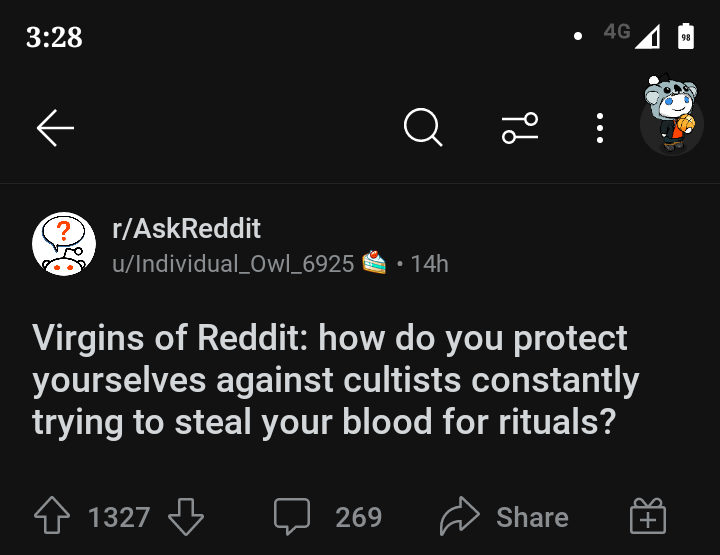 3:28
4G
98
r/AskReddit
u/Individual_Owl_6925 🍰 • 14h
Virgins of Reddit: how do you protect
yourselves against cultists constantly
trying to steal your blood for rituals?
1327
269
Share